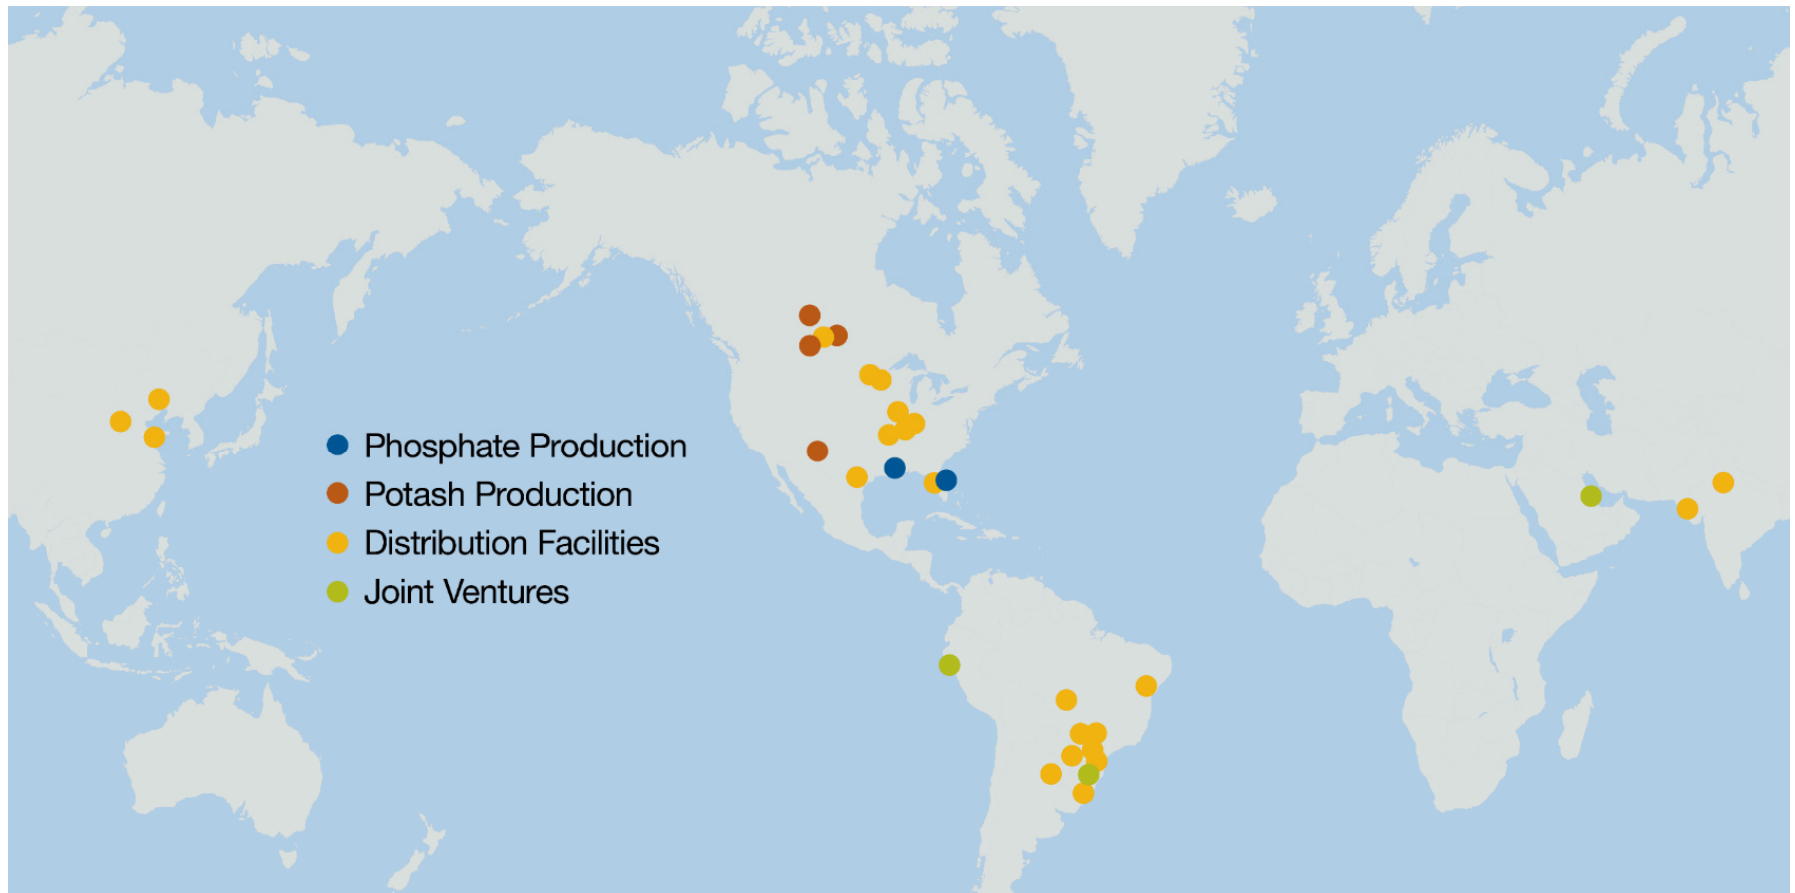 Phosphate Production
Potash Production
Distribution Facilities
Joint Ventures